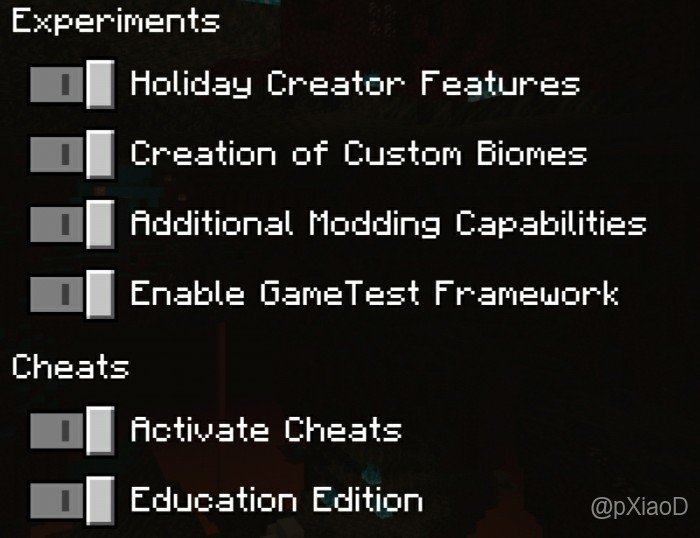 Experiments
Holiday Creator Features
Creation of Custom Biomes
Additional Modding Capabilities
Enable GameTest Framework
Cheats
Activate Cheats
Education Edition
@pXiaoD